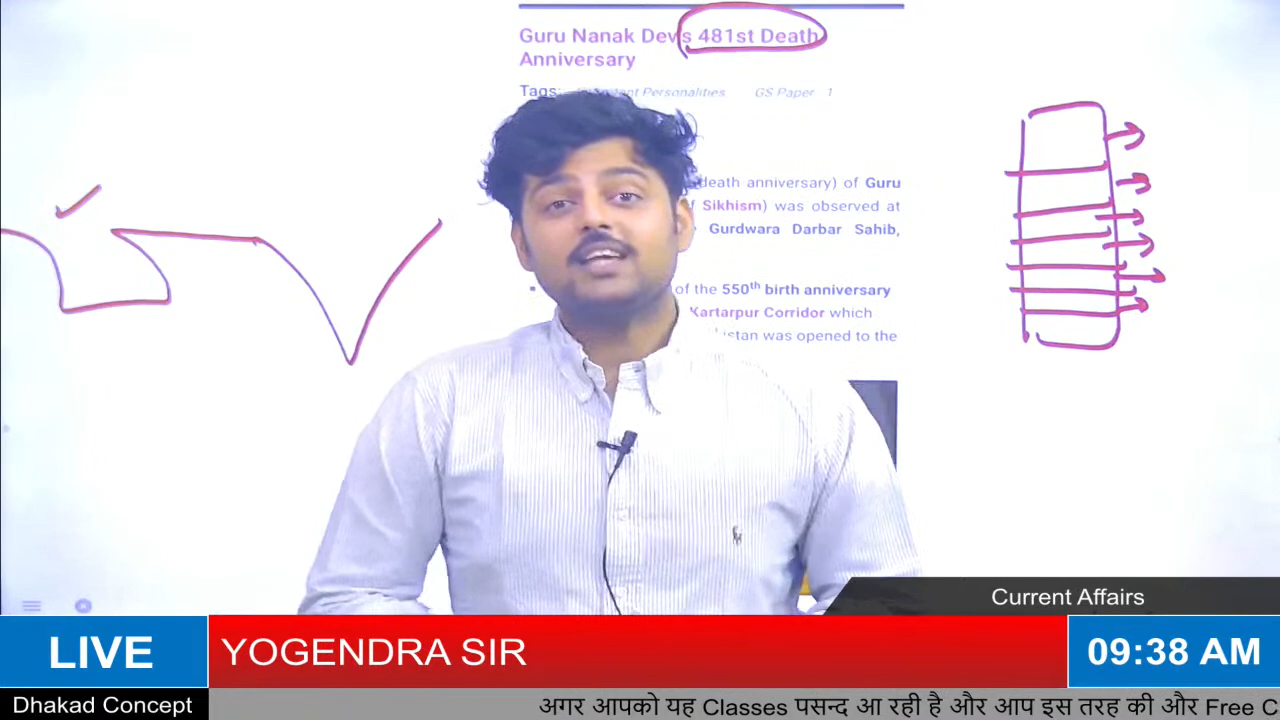 Guru Nanak Dev's 481st Death
Anniversary
Tags: Personalities GS Paper 1
death anniversary) of Guru
Sikhism) was observed at
Gurdwara Darbar Sahib,
of the 550th birth anniversary
Kartarpur Corridor which
was opened to the
Current Affairs
LIVE YOGENDRA SIR 09:38 AM
Dhakad Concept अगर आपको यह Classes पसन्द आ रही है और आप इस तरह की और Free C